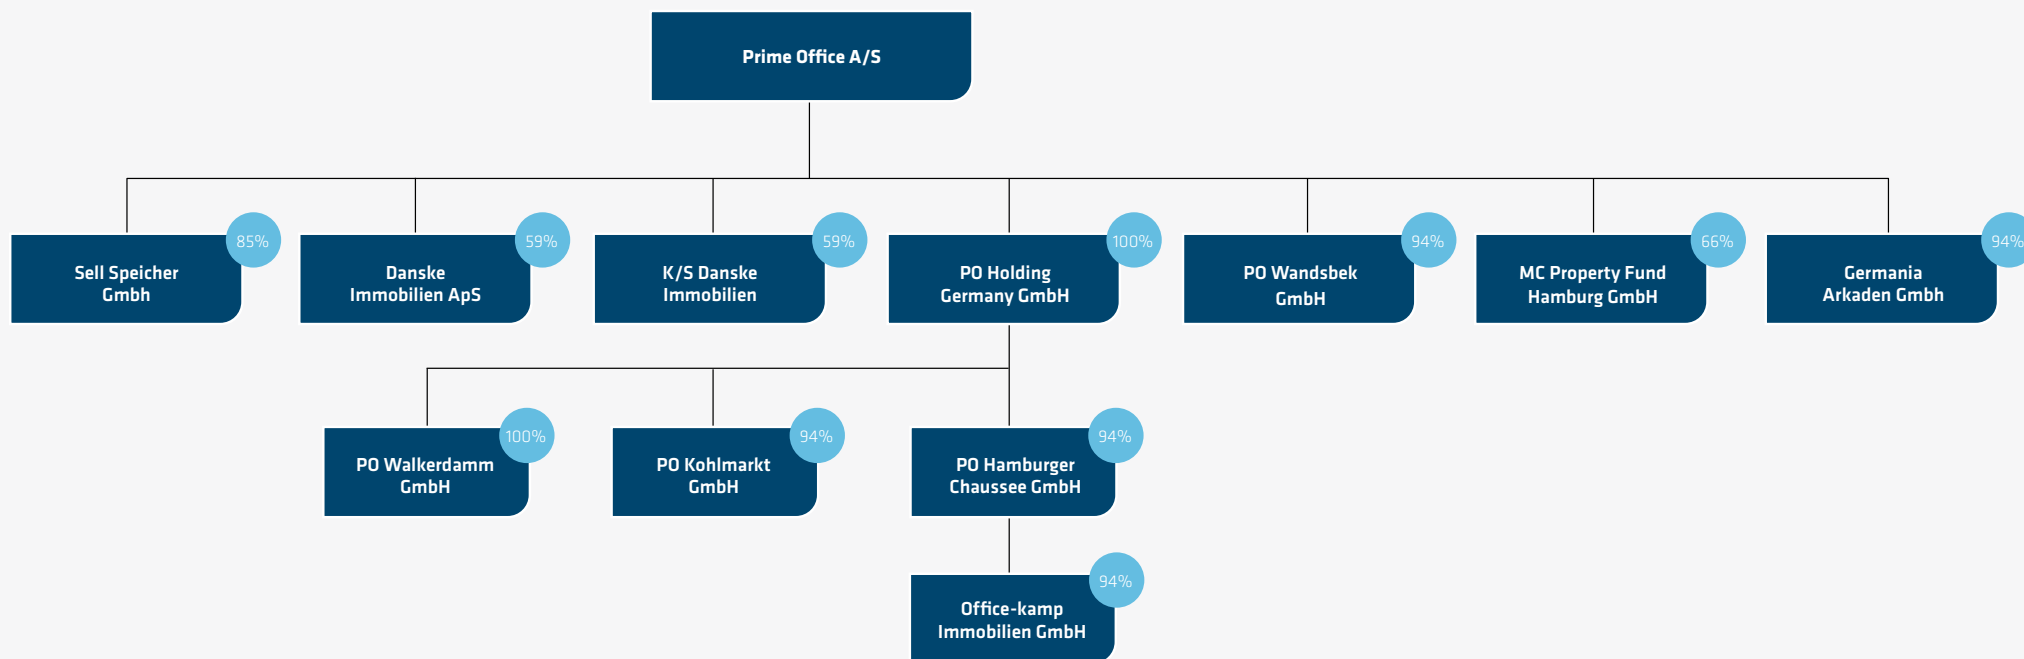 Prime Office A/S
85%
Sell Speicher
Gmbh
59%
Danske
Immobilien ApS
59%
K/S Danske
Immobilien
100%
PO Holding
Germany GmbH
94%
PO Wandsbek
GmbH
66%
MC Property Fund
Hamburg GmbH
94%
Germania
Arkaden Gmbh
100%
PO Walkerdamm
GmbH
94%
PO Kohlmarkt
GmbH
94%
PO Hamburger
Chaussee GmbH
94%
Office-kamp
Immobilien GmbH